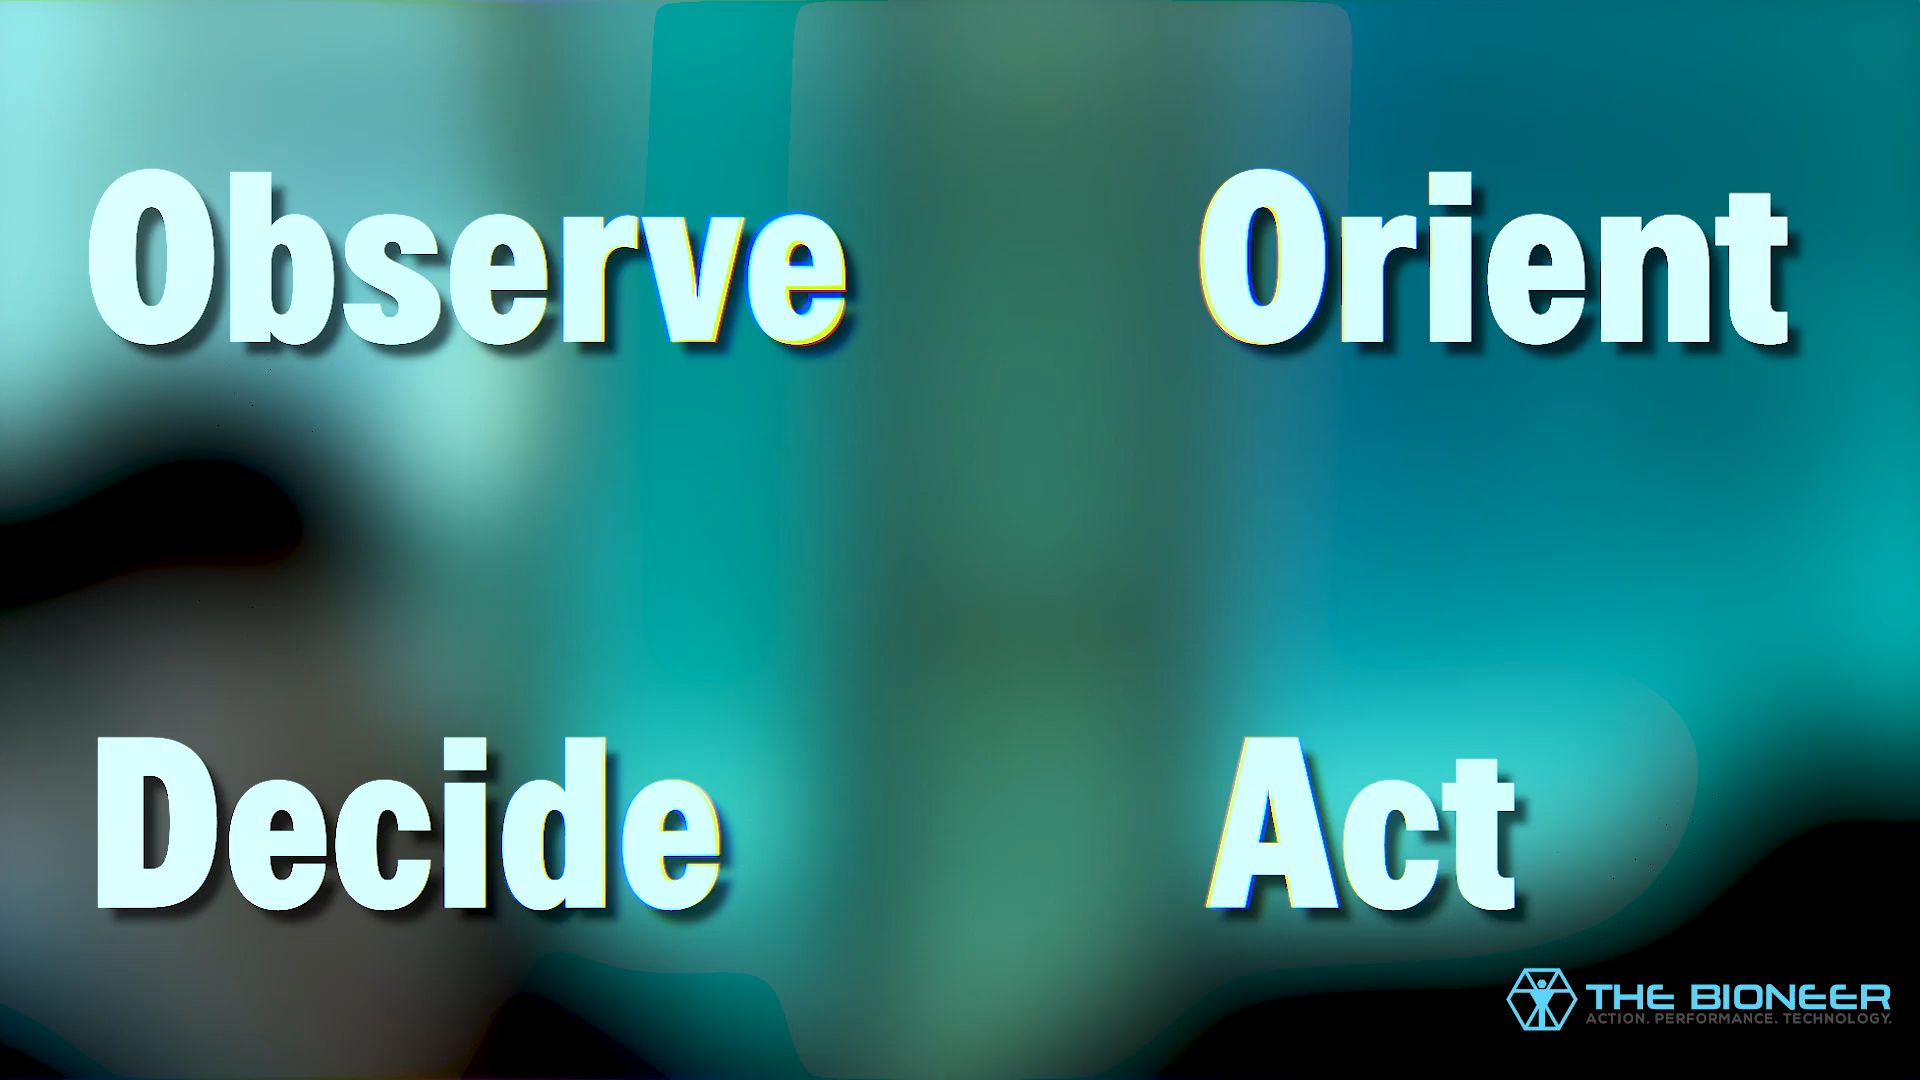 Observe
Orient
Decide
Act
THE BIONEER
ACTION. PERFORMANCE. TECHNOLOGY.